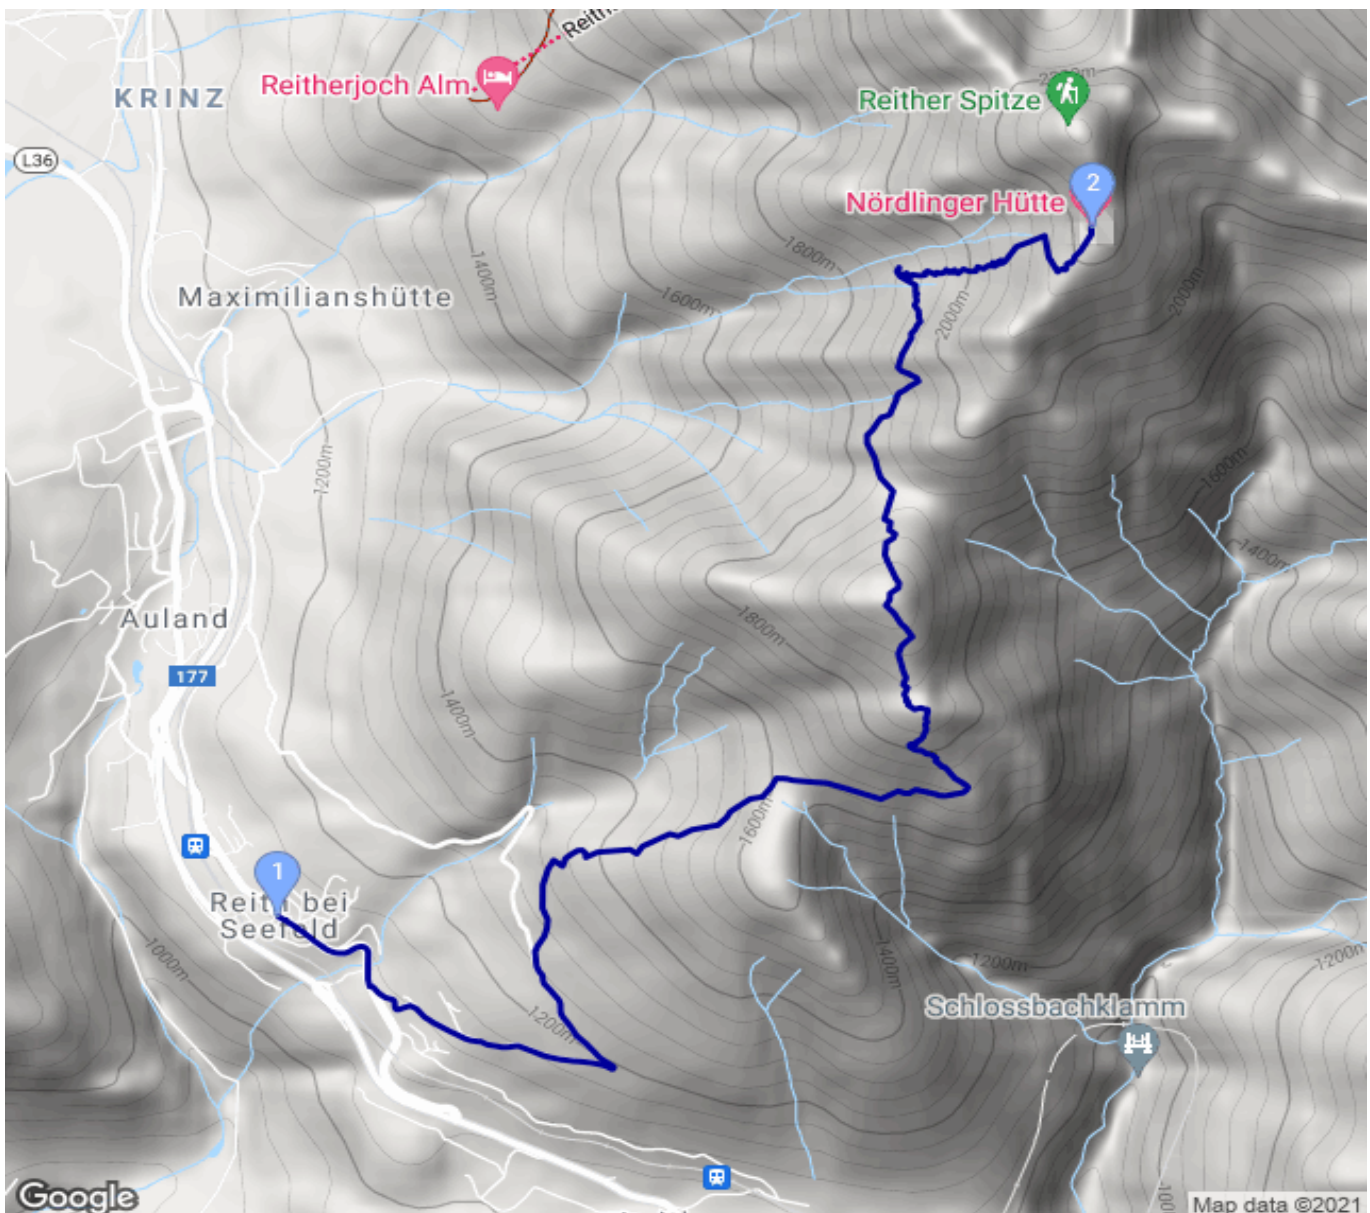 Reith
Reitherjoch Alm
2000m
KRINZ
Reither Spitze
L36
2
Nördlinger Hütte
1800m
1400m
2000m
Maximilianshütte
1600m
2000m
1200m
1600m
1400m
Auland
1800m
177
1400m
1600m
1
Reith bei
Seefeld
1000m
1400m
1200m
1200m
Schlossbachklamm
1200m
Google
Map data ©2021